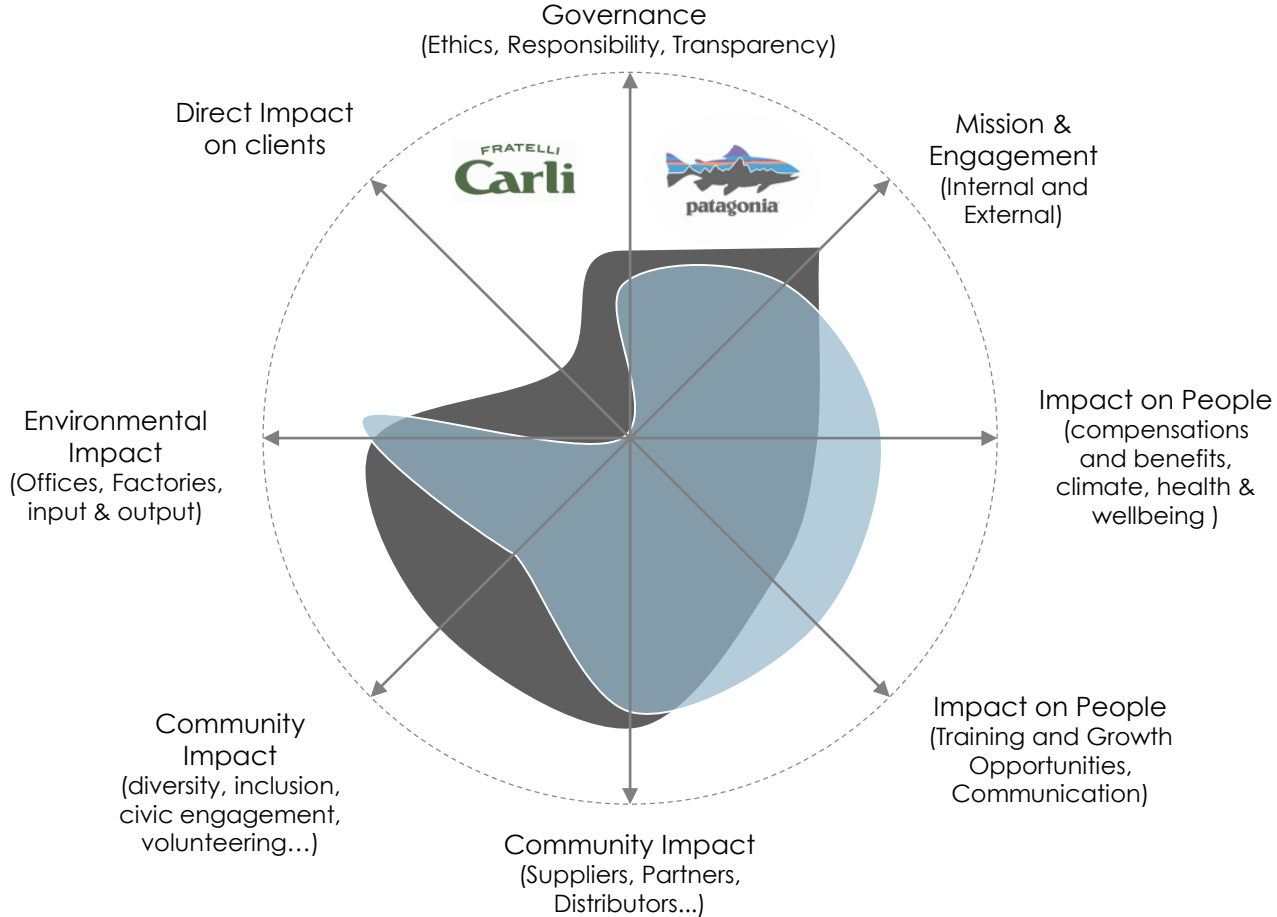 Governance
(Ethics, Responsibility, Transparency)
Direct Impact
on clients
FRATELLI
Carli
patagonia
Mission &
Engagement
(Internal and
External)
Environmental
Impact
(Offices, Factories,
input & output)
Impact on People
(compensations
and benefits,
climate, health &
wellbeing )
Community
Impact
(diversity, inclusion,
civic engagement,
volunteering…)
Community Impact
(Suppliers, Partners,
Distributors...)
Impact on People
(Training and Growth
Opportunities,
Communication)